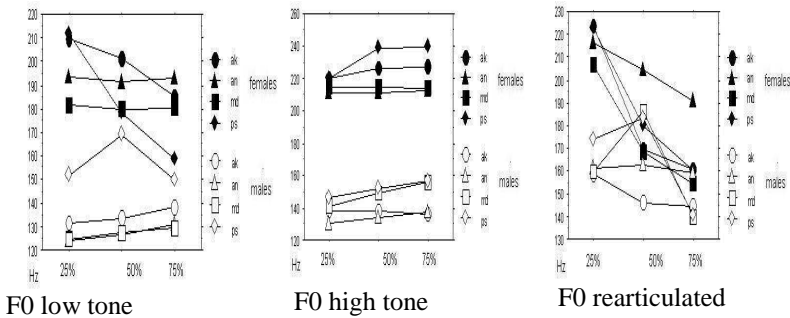 220
210
200
190
180
170
160
150
140
130
120
Hz
25% 50% 75%
ak
an
md
ps
females
ak
an
md
ps
males
F0 low tone
260
240
220
200
180
160
140
120
Hz
25% 50% 75%
ak
an
md
ps
females
ak
an
md
ps
males
F0 high tone
230
220
210
200
190
180
170
160
150
140
130
Hz
25% 50% 75%
ak
an
md
ps
females
ak
an
md
ps
males
F0 rearticulated